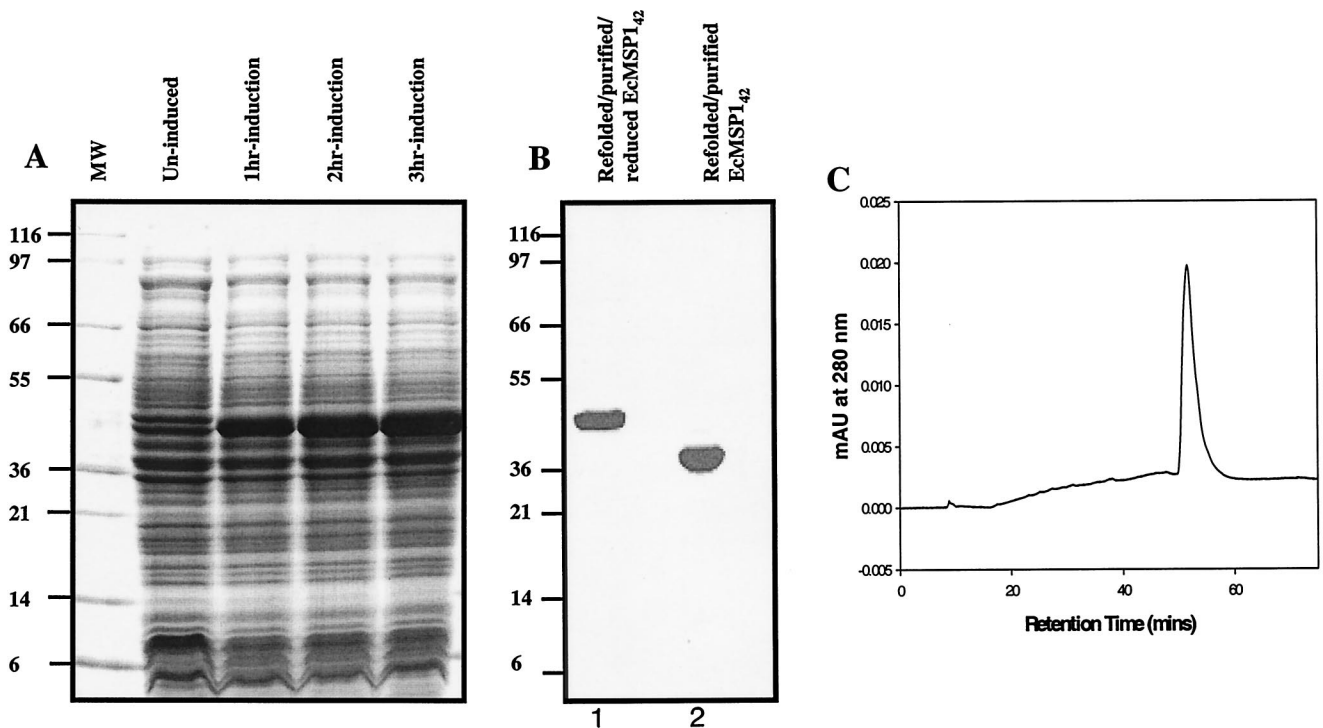 A
MW
Un-induced
1hr-induction
2hr-induction
3hr-induction
116
97
66
55
36
21
14
6
B
Refolded/purified/
reduced EcMSP1₄₂
Refolded/purified
EcMSP1₄₂
116
97
66
55
36
21
14
6
1
2
C
mAU at 280 nm
0.025
0.020
0.015
0.010
0.005
0.000
-0.005
0
20
40
60
Retention Time (mins)